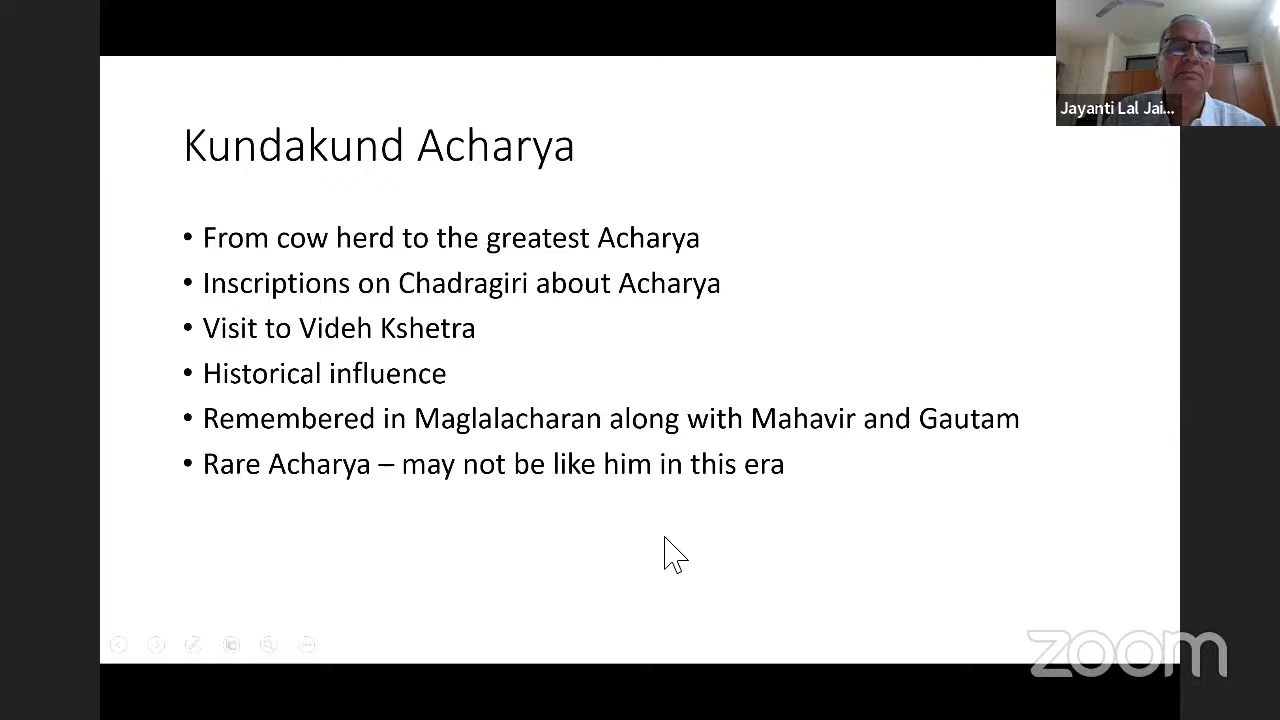 Jayanti Lal Jai...
Kundakund Acharya
• From cow herd to the greatest Acharya
• Inscriptions on Chadragiri about Acharya
• Visit to Videh Kshetra
• Historical influence
• Remembered in Maglalacharan along with Mahavir and Gautam
• Rare Acharya – may not be like him in this era
zoom